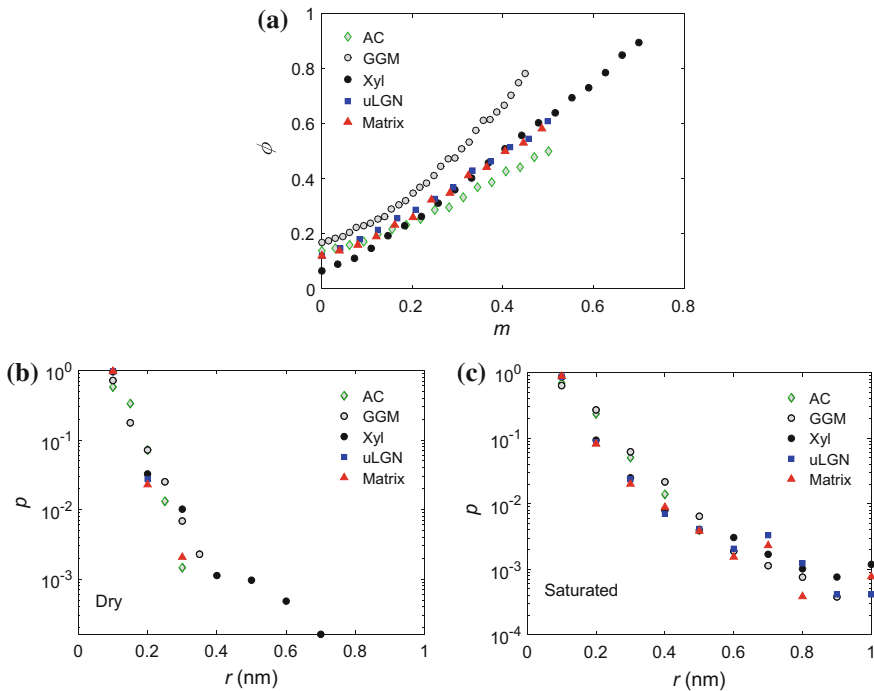 (a)
AC
GGM
Xyl
uLGN
Matrix
1
0.8
0.6
0.4
0.2
0
ϕ
0 0.2 0.4 0.6 0.8
m
(b)
10⁰
10⁻¹
10⁻²
10⁻³
p
AC
GGM
Xyl
uLGN
Matrix
Dry
0 0.2 0.4 0.6 0.8 1
r (nm)
(c)
10⁰
10⁻¹
10⁻²
10⁻³
10⁻⁴
p
AC
GGM
Xyl
uLGN
Matrix
Saturated
0 0.2 0.4 0.6 0.8 1
r (nm)